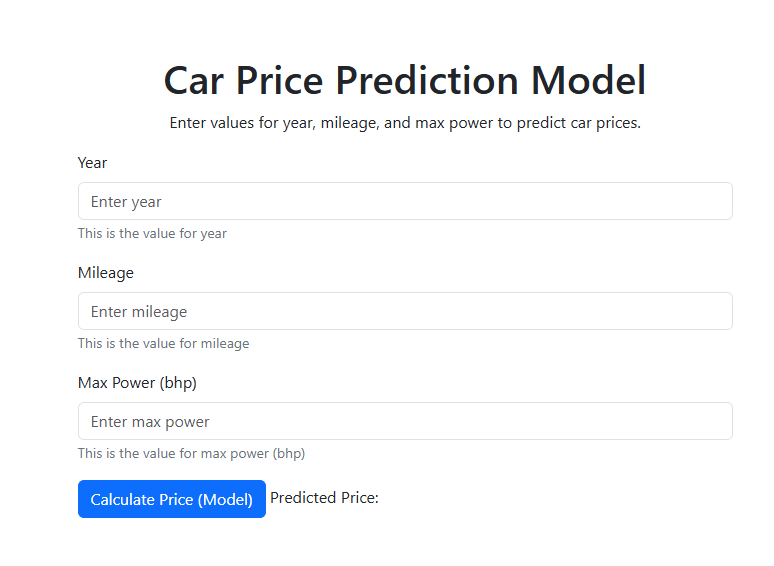 Car Price Prediction Model
Enter values for year, mileage, and max power to predict car prices.
Year
Enter year
This is the value for year
Mileage
Enter mileage
This is the value for mileage
Max Power (bhp)
Enter max power
This is the value for max power (bhp)
Calculate Price (Model) Predicted Price: